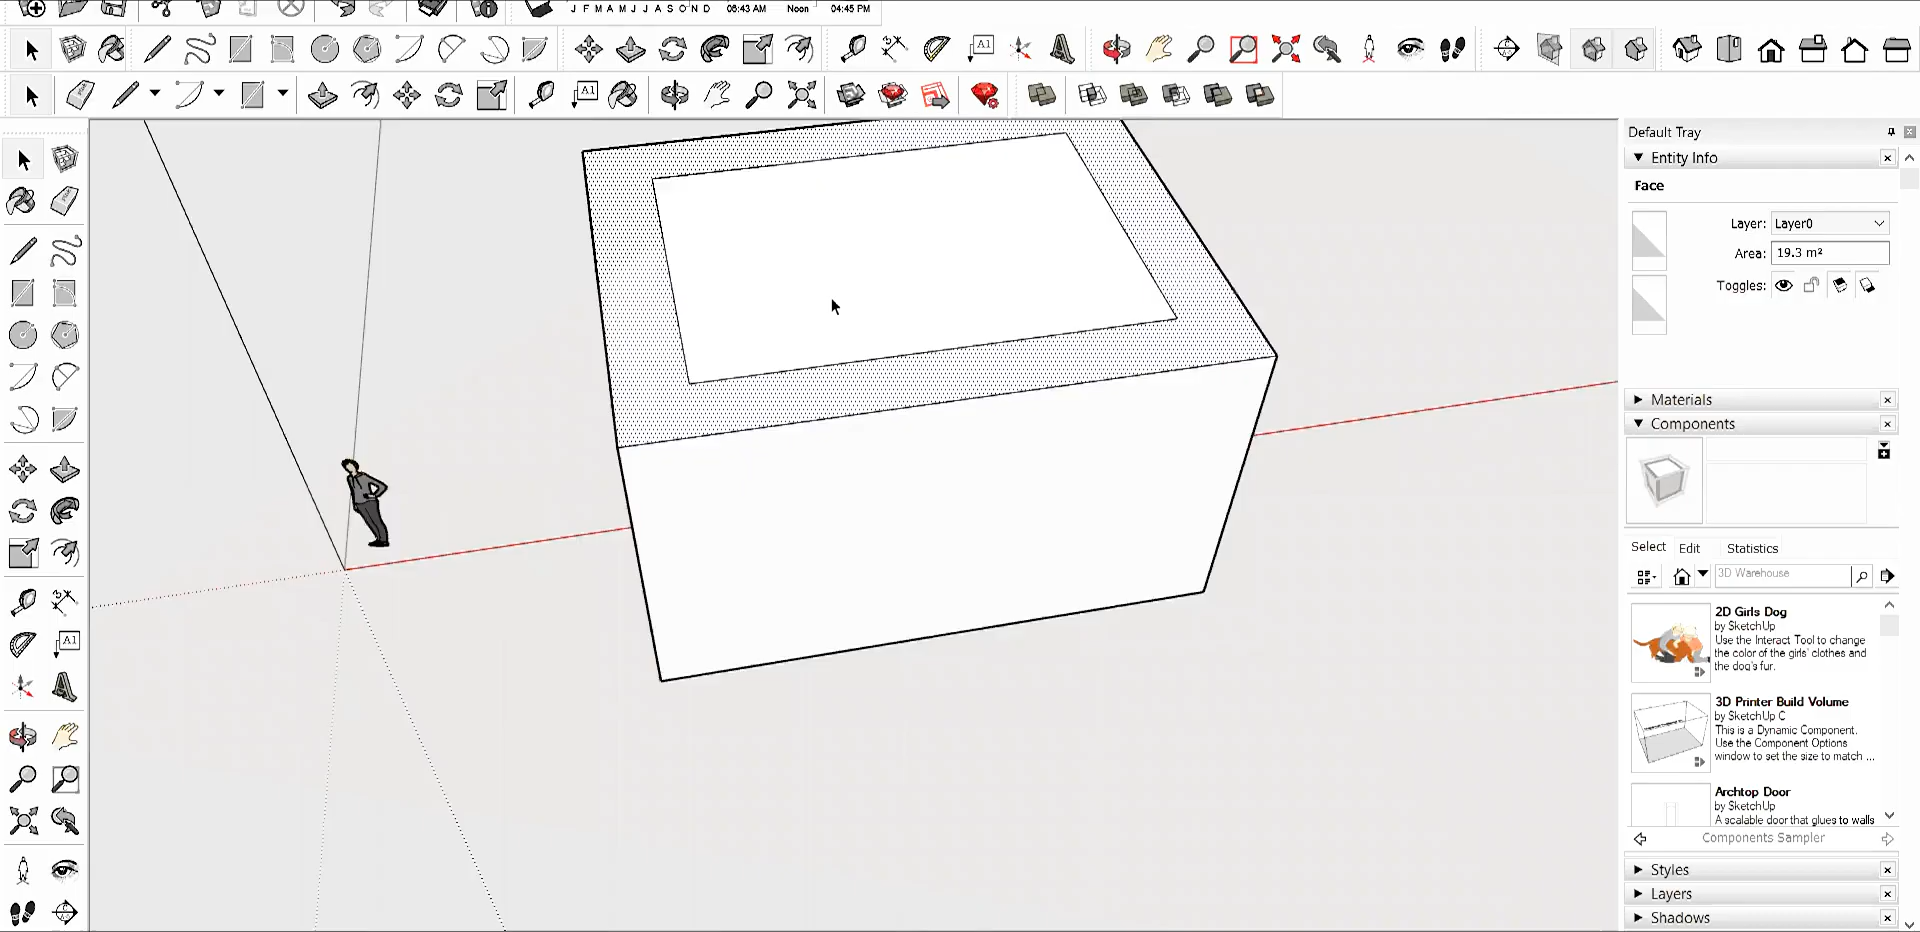 J F M A M J J A S O N D 06:43 AM Noon 04:45 PM
A1
A1
Default Tray
Entity Info
Face
Layer: Layer0
Area: 19.3 m²
Toggles:
Materials
Components
Select Edit Statistics
3D Warehouse
2D Girls Dog
by SketchUp
Use the Interact Tool to change
the color of the girls' clothes and
the dog's fur.
3D Printer Build Volume
by SketchUp C
This is a Dynamic Component.
Use the Component Options
window to set the size to match ...
Archtop Door
by SketchUp
A scalable door that glues to walls
Components Sampler
Styles
Layers
Shadows
A1